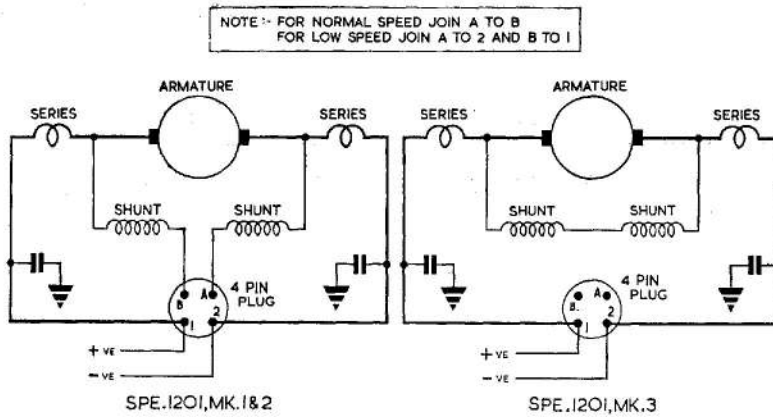 NOTE :- FOR NORMAL SPEED JOIN A TO B
FOR LOW SPEED JOIN A TO 2 AND B TO 1
SERIES
ARMATURE
SERIES
SHUNT
SHUNT
B
A
1
2
4 PIN
PLUG
+ VE
- VE
SPE.1201, MK.1&2
SERIES
ARMATURE
SERIES
SHUNT
SHUNT
B.
A
1
2
4 PIN
PLUG
+ VE
- VE
SPE.1201, MK.3